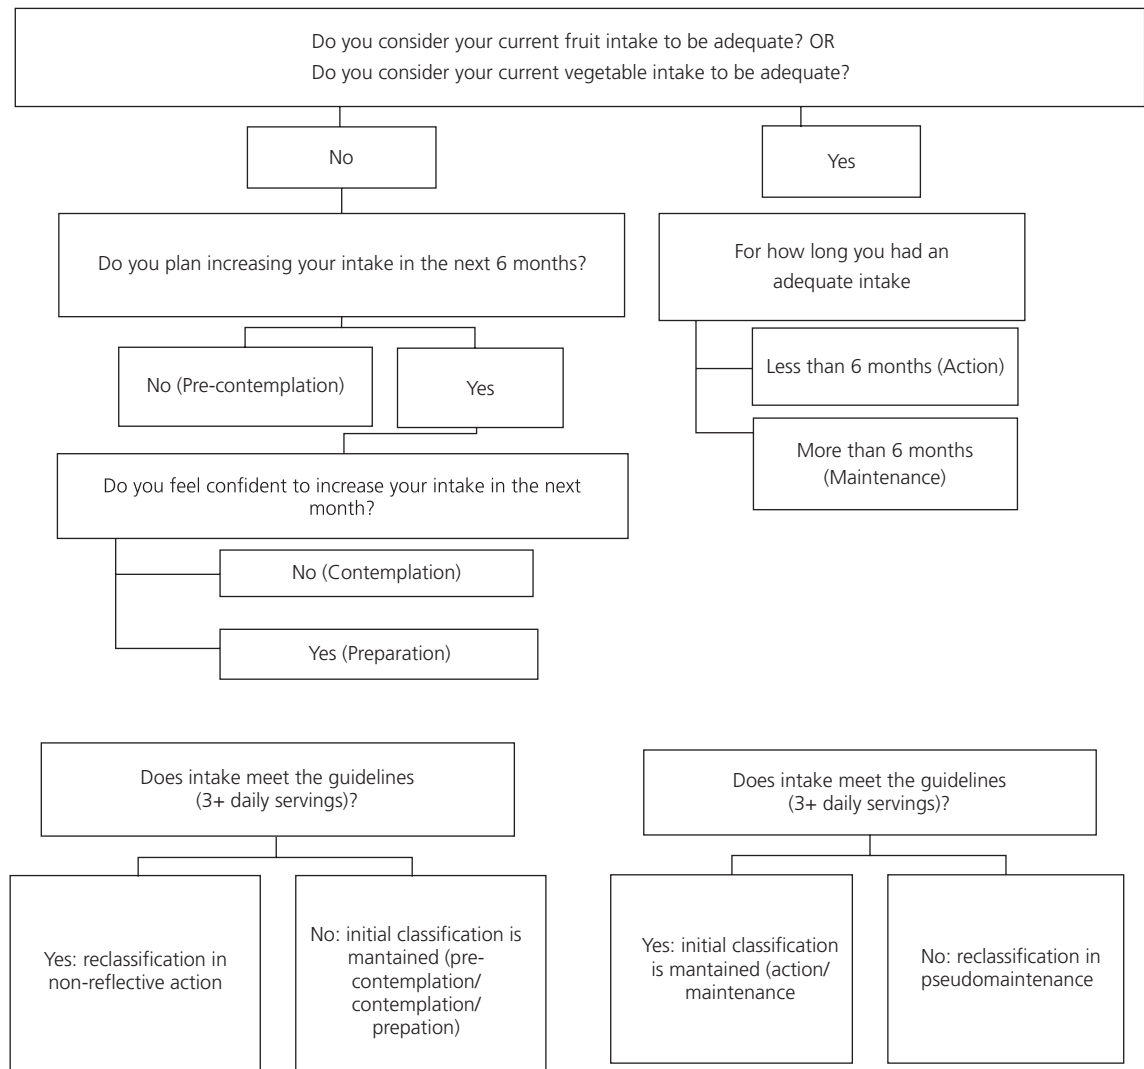 Do you consider your current fruit intake to be adequate? OR
Do you consider your current vegetable intake to be adequate?
No
Yes
Do you plan increasing your intake in the next 6 months?
For how long you had an
adequate intake
No (Pre-contemplation)
Yes
Less than 6 months (Action)
More than 6 months
(Maintenance)
Do you feel confident to increase your intake in the next
month?
No (Contemplation)
Yes (Preparation)
Does intake meet the guidelines
(3+ daily servings)?
Yes: reclassification in
non-reflective action
No: initial classification is
mantained (pre-
contemplation/
contemplation/
prepation)
Does intake meet the guidelines
(3+ daily servings)?
Yes: initial classification
is mantained (action/
maintenance
No: reclassification in
pseudomaintenance